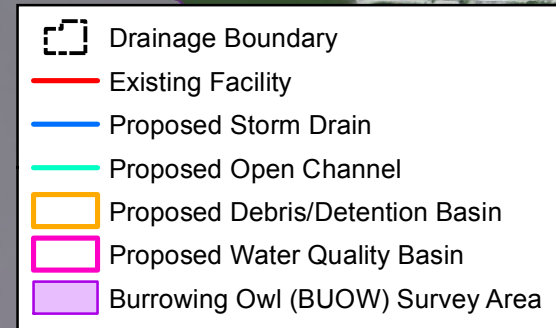 Drainage Boundary
Existing Facility
Proposed Storm Drain
Proposed Open Channel
Proposed Debris/Detention Basin
Proposed Water Quality Basin
Burrowing Owl (BUOW) Survey Area